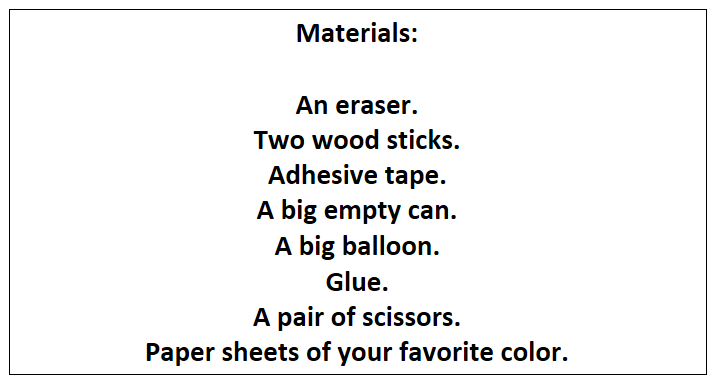 Materials:
An eraser.
Two wood sticks.
Adhesive tape.
A big empty can.
A big balloon.
Glue.
A pair of scissors.
Paper sheets of your favorite color.